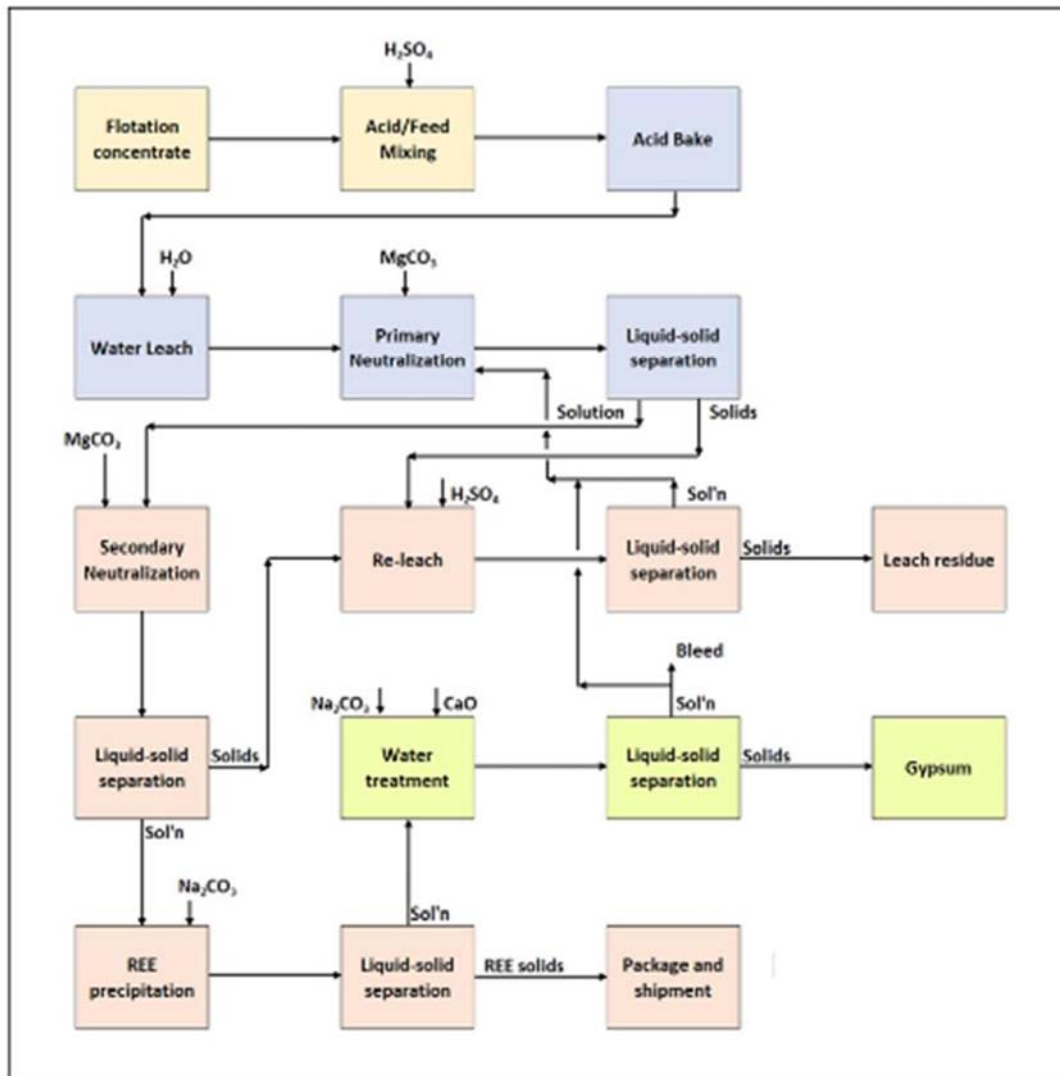 H₂SO₄
Flotation
concentrate
Acid/Feed
Mixing
Acid Bake
H₂O
MgCO₃
Water Leach
Primary
Neutralization
Liquid-solid
separation
Solution
Solids
MgCO₃
H₂SO₄
Sol'n
Secondary
Neutralization
Re-leach
Liquid-solid
separation
Solids
Leach residue
Bleed
Na₂CO₃
CaO
Sol'n
Liquid-solid
separation
Solids
Water
treatment
Liquid-solid
separation
Solids
Gypsum
Sol'n
Na₂CO₃
Sol'n
REE
precipitation
Liquid-solid
separation
REE solids
Package and
shipment